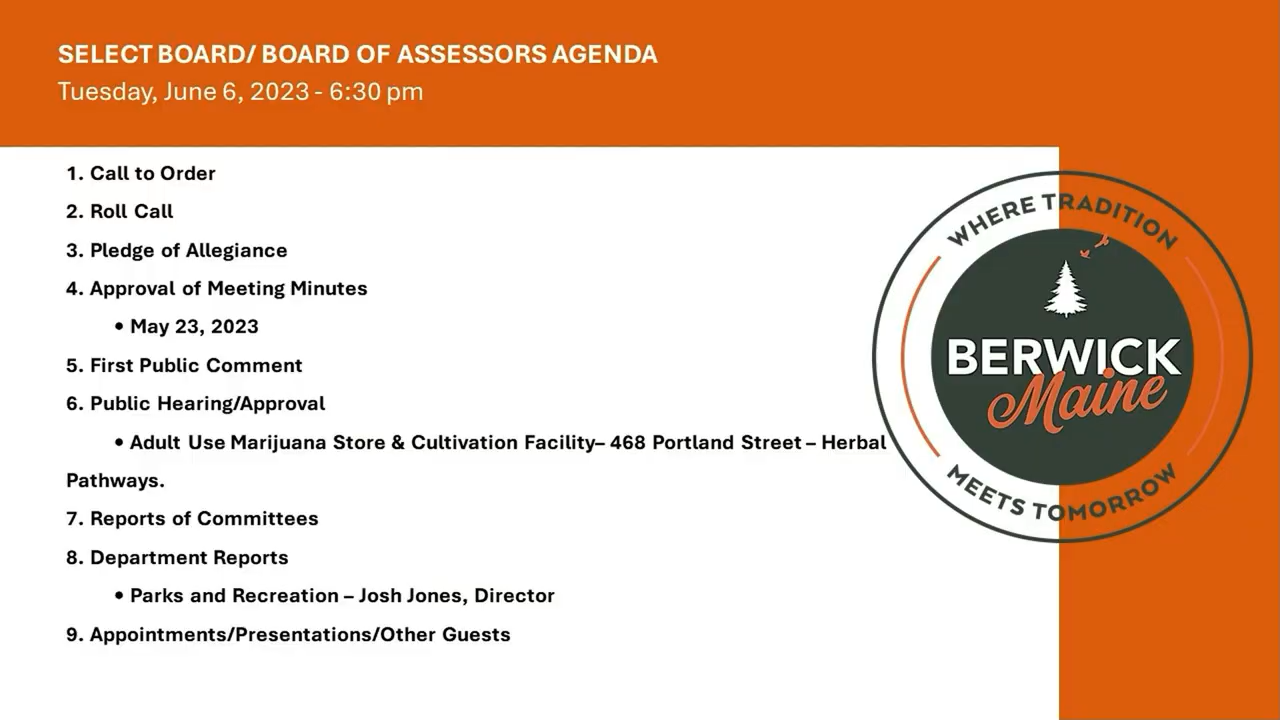 SELECT BOARD/ BOARD OF ASSESSORS AGENDA
Tuesday, June 6, 2023 - 6:30 pm
1. Call to Order
2. Roll Call
3. Pledge of Allegiance
4. Approval of Meeting Minutes
• May 23, 2023
5. First Public Comment
6. Public Hearing/Approval
• Adult Use Marijuana Store & Cultivation Facility– 468 Portland Street – Herbal
Pathways.
7. Reports of Committees
8. Department Reports
• Parks and Recreation – Josh Jones, Director
9. Appointments/Presentations/Other Guests
WHERE TRADITION
BERWICK
Maine
MEETS TOMORROW